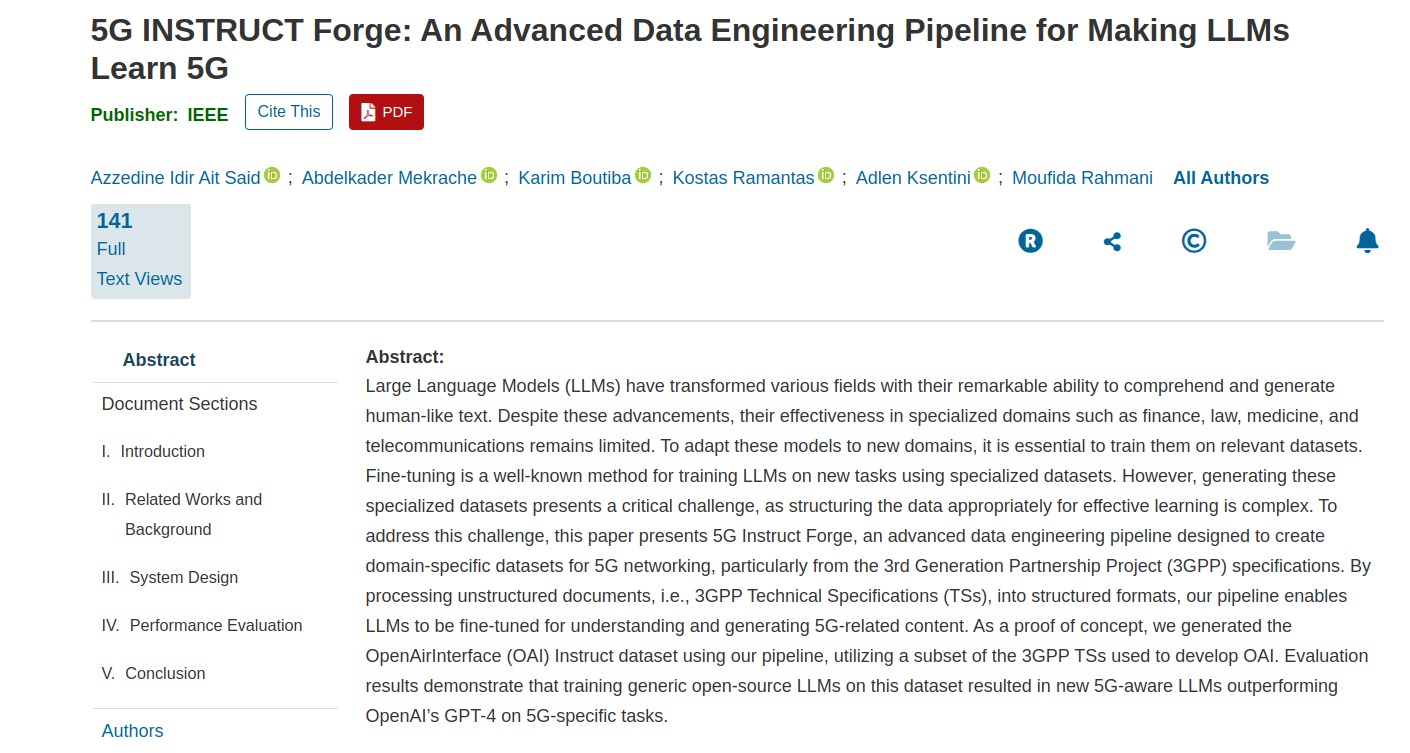 5G INSTRUCT Forge: An Advanced Data Engineering Pipeline for Making LLMs
Learn 5G
Publisher: IEEE Cite This PDF
Azzedine Idir Ait Said ; Abdelkader Mekrache ; Karim Boutiba ; Kostas Ramantas ; Adlen Ksentini ; Moufida Rahmani All Authors
141
Full
Text Views
Abstract
Document Sections
I. Introduction
II. Related Works and
Background
III. System Design
IV. Performance Evaluation
V. Conclusion
Authors
Abstract:
Large Language Models (LLMs) have transformed various fields with their remarkable ability to comprehend and generate
human-like text. Despite these advancements, their effectiveness in specialized domains such as finance, law, medicine, and
telecommunications remains limited. To adapt these models to new domains, it is essential to train them on relevant datasets.
Fine-tuning is a well-known method for training LLMs on new tasks using specialized datasets. However, generating these
specialized datasets presents a critical challenge, as structuring the data appropriately for effective learning is complex. To
address this challenge, this paper presents 5G Instruct Forge, an advanced data engineering pipeline designed to create
domain-specific datasets for 5G networking, particularly from the 3rd Generation Partnership Project (3GPP) specifications. By
processing unstructured documents, i.e., 3GPP Technical Specifications (TSs), into structured formats, our pipeline enables
LLMs to be fine-tuned for understanding and generating 5G-related content. As a proof of concept, we generated the
OpenAirInterface (OAI) Instruct dataset using our pipeline, utilizing a subset of the 3GPP TSs used to develop OAI. Evaluation
results demonstrate that training generic open-source LLMs on this dataset resulted in new 5G-aware LLMs outperforming
OpenAI’s GPT-4 on 5G-specific tasks.